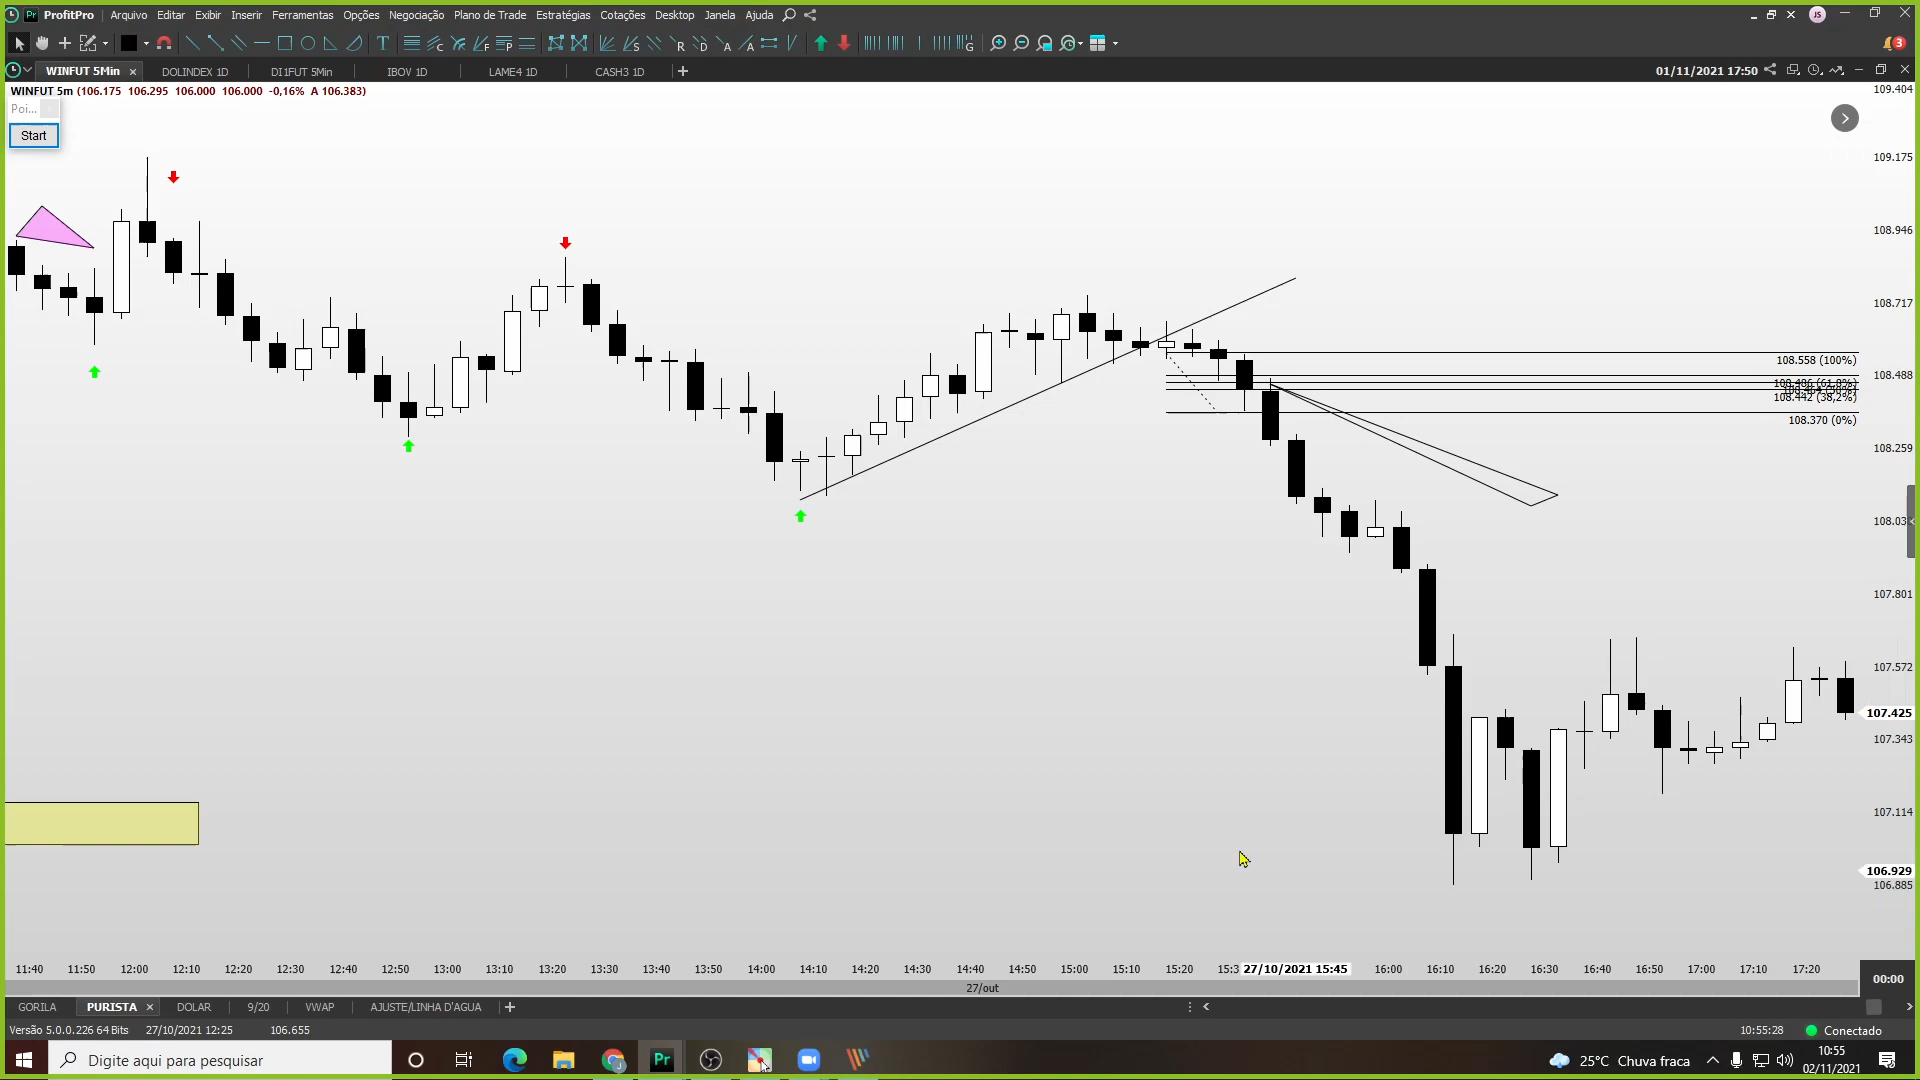 Pr ProfitPro Arquivo Editar Exibir Inserir Ferramentas Opções Negociação Plano de Trade Estratégias Cotações Desktop Janela Ajuda JS
3
WINFUT 5Min DOLINDEX 1D DI1FUT 5Min IBOV 1D LAME4 1D CASH3 1D 01/11/2021 17:50
WINFUT 5m (106.175 106.295 106.000 106.000 -0,16% A 106.383)
Poi...
Start
109.404
109.175
108.946
108.717
108.558 (100%)
108.488
108.442 (38,2%)
108.370 (0%)
108.259
108.03
107.801
107.572
107.425
107.343
107.114
106.929
106.885
11:40 11:50 12:00 12:10 12:20 12:30 12:40 12:50 13:00 13:10 13:20 13:30 13:40 13:50 14:00 14:10 14:20 14:30 14:40 14:50 15:00 15:10 15:20 15:3 27/10/2021 15:45 16:00 16:10 16:20 16:30 16:40 16:50 17:00 17:10 17:20
00:00
27/out
GORILA PURISTA DOLAR 9/20 VWAP AJUSTE/LINHA D'AGUA
Versão 5.0.0.226 64 Bits 27/10/2021 12:25 106.655 10:55:28 Conectado
Digite aqui para pesquisar Pr 25°C Chuva fraca 10:55
02/11/2021